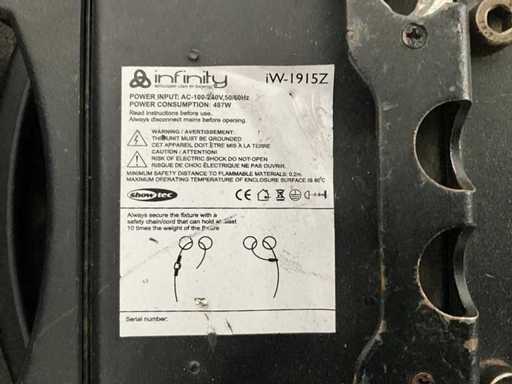 infinity
iW-1915Z
POWER INPUT: AC-100-240V,50/60Hz
POWER CONSUMPTION: 487W
Read instructions before use.
Always disconnect mains before opening.
WARNING / AVERTISSEMENT:
THIS UNIT MUST BE GROUNDED
CET APPAREIL DOIT ÊTRE MIS À LA TERRE
CAUTION / ATTENTION:
RISK OF ELECTRIC SHOCK DO NOT-OPEN
RISQUE DE CHOC ÉLECTRIQUE NE PAS OUVRIR.
MINIMUM SAFETY DISTANCE TO FLAMMABLE MATERIALS: 0.2m.
MAXIMUM OPERATING TEMPERATURE OF ENCLOSURE SURFACE IS 80°C
showtec
CE
Always secure the fixture with a
safety chain/cord that can hold at least
10 times the weight of the fixture
Serial number: